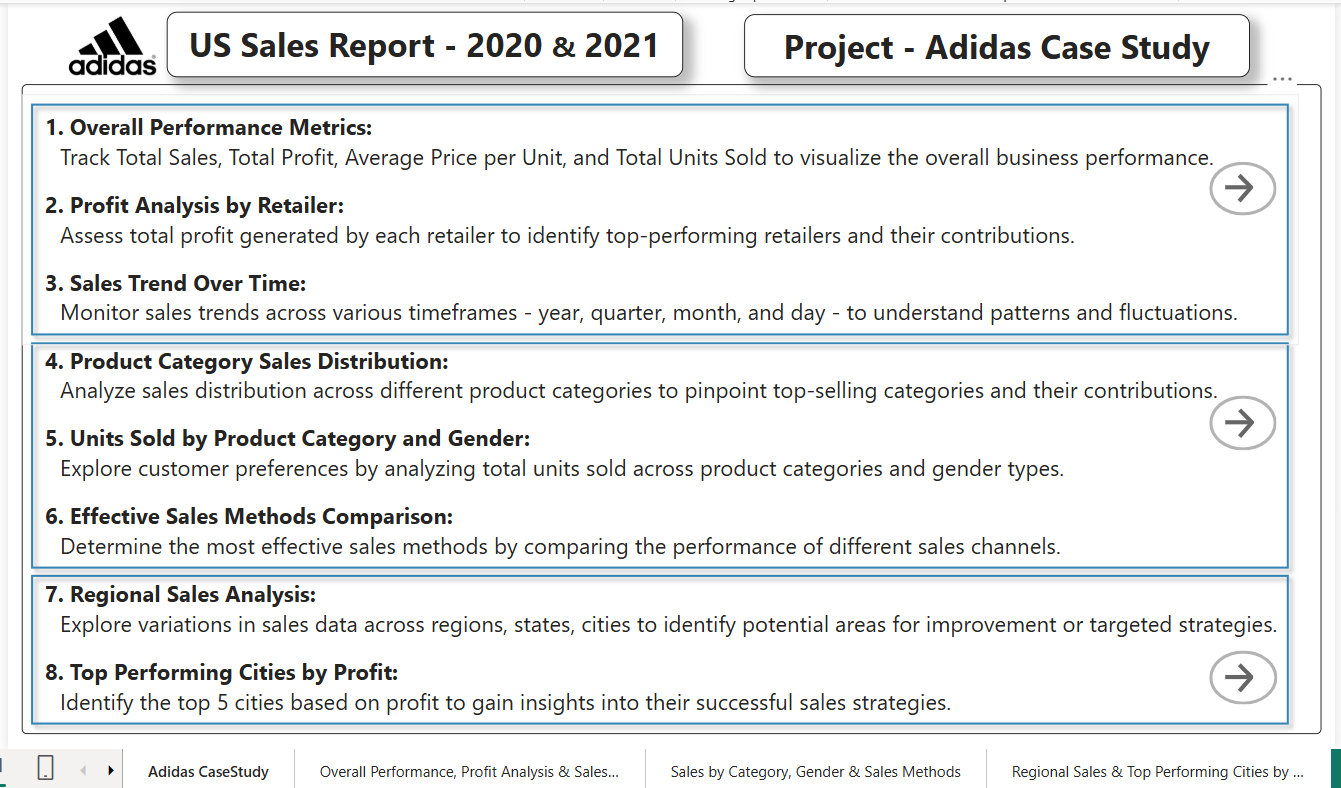 adidas
US Sales Report - 2020 & 2021
Project - Adidas Case Study
1. Overall Performance Metrics:
Track Total Sales, Total Profit, Average Price per Unit, and Total Units Sold to visualize the overall business performance.
2. Profit Analysis by Retailer:
Assess total profit generated by each retailer to identify top-performing retailers and their contributions.
3. Sales Trend Over Time:
Monitor sales trends across various timeframes - year, quarter, month, and day - to understand patterns and fluctuations.
4. Product Category Sales Distribution:
Analyze sales distribution across different product categories to pinpoint top-selling categories and their contributions.
5. Units Sold by Product Category and Gender:
Explore customer preferences by analyzing total units sold across product categories and gender types.
6. Effective Sales Methods Comparison:
Determine the most effective sales methods by comparing the performance of different sales channels.
7. Regional Sales Analysis:
Explore variations in sales data across regions, states, cities to identify potential areas for improvement or targeted strategies.
8. Top Performing Cities by Profit:
Identify the top 5 cities based on profit to gain insights into their successful sales strategies.
Adidas CaseStudy
Overall Performance, Profit Analysis & Sales...
Sales by Category, Gender & Sales Methods
Regional Sales & Top Performing Cities by ...